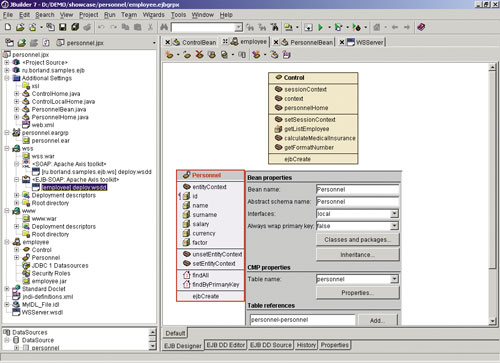 JBuilder 7 - D:/DEMO/showcase/personnel/employee.ejbgrpx
File Edit Search View Project Run Team Wizards Tools Window Help
personnel.jpx
ControlBean
employee
PersonnelBean
WSServer
personnel.jpx
<Project Source>
ru.borland.samples.ejb
Additional Settings
xsl
ControlHome.java
ControlLocalHome.java
PersonnelBean.java
PersonnelHome.java
web.xml
personnel.eargrp
personnel.ear
wss
wss.war
<SOAP: Apache Axis toolkit>
[ru.borland.samples.ejb.ws] deploy.wsdd
<EJB-SOAP: Apache Axis toolkit>
[employee] deploy.wsdd
Deployment descriptors
Root directory
www
www.war
Deployment descriptors
Root directory
employee
Control
Personnel
JDBC 1 DataSources
Security Roles
employee.jar
Standard Doclet
jndi-definitions.xml
MyIDL_File.idl
WSServer.wsdl
DataSources
DataSources
personnel
Control
sessionContext
context
personnelHome
setSessionContext
getListEmployee
calculateMedicalInsurance
getFormatNumber
ejbCreate
Personnel
entityContext
id
name
surname
salary
currency
factor
unsetEntityContext
setEntityContext
findAll
findByPrimaryKey
ejbCreate
Bean properties
Bean name: Personnel
Abstract schema name: Personnel
Interfaces: local
Always wrap primary key: false
Classes and packages...
Inheritance...
CMP properties
Table name: personnel
Properties...
Table references
personnel-personnel
Add...
Default
EJB Designer EJB DD Editor EJB DD Source History Properties